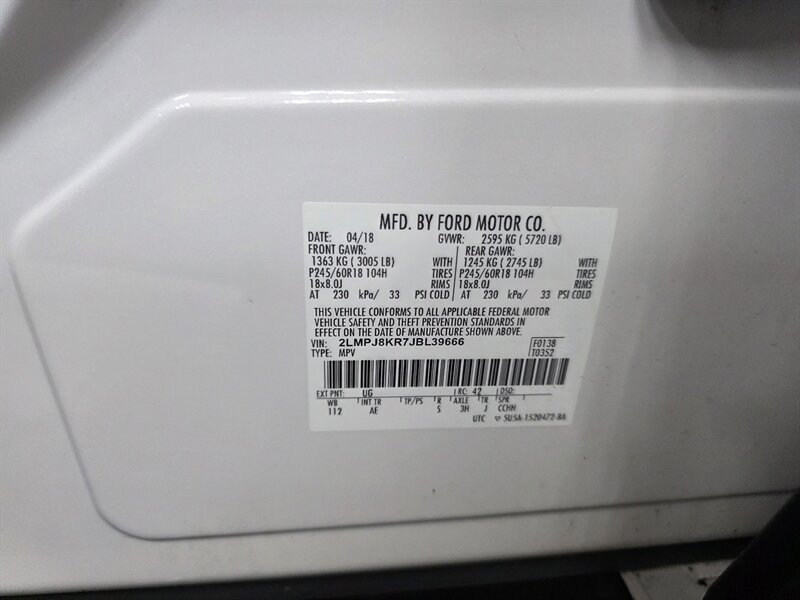 MFD. BY FORD MOTOR CO.
DATE: 04/18 GVWR: 2595 KG ( 5720 LB)
FRONT GAWR: REAR GAWR:
1363 KG ( 3005 LB) WITH 1245 KG ( 2745 LB) WITH
P245/60R18 104H TIRES P245/60R18 104H TIRES
18x8.0J RIMS 18x8.0J RIMS
AT 230 kPa/ 33 PSI COLD AT 230 kPa/ 33 PSI COLD
THIS VEHICLE CONFORMS TO ALL APPLICABLE FEDERAL MOTOR
VEHICLE SAFETY AND THEFT PREVENTION STANDARDS IN
EFFECT ON THE DATE OF MANUFACTURE SHOWN ABOVE.
VIN: 2LMPJ8KR7JBL39666 F0138
TYPE: MPV T0352
EXT PNT: UG RC: 42 DSO:
WB INT TR TP/PS R AXLE TR SPR
112 AE S 3H J CCHH
UTC ▽ 5U5A-1520472-BA